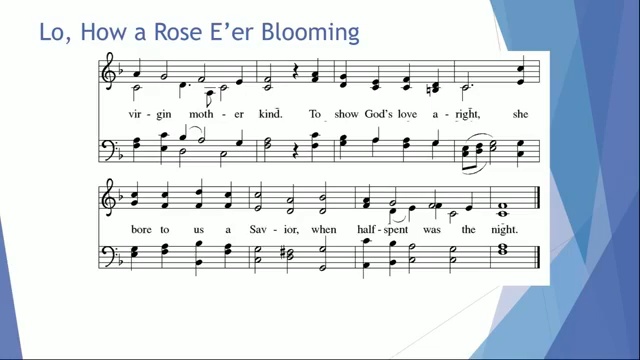 Lo, How a Rose E’er Blooming
vir - gin moth - er kind. To show God's love a - right, she
bore to us a Sav - ior, when half - spent was the night.